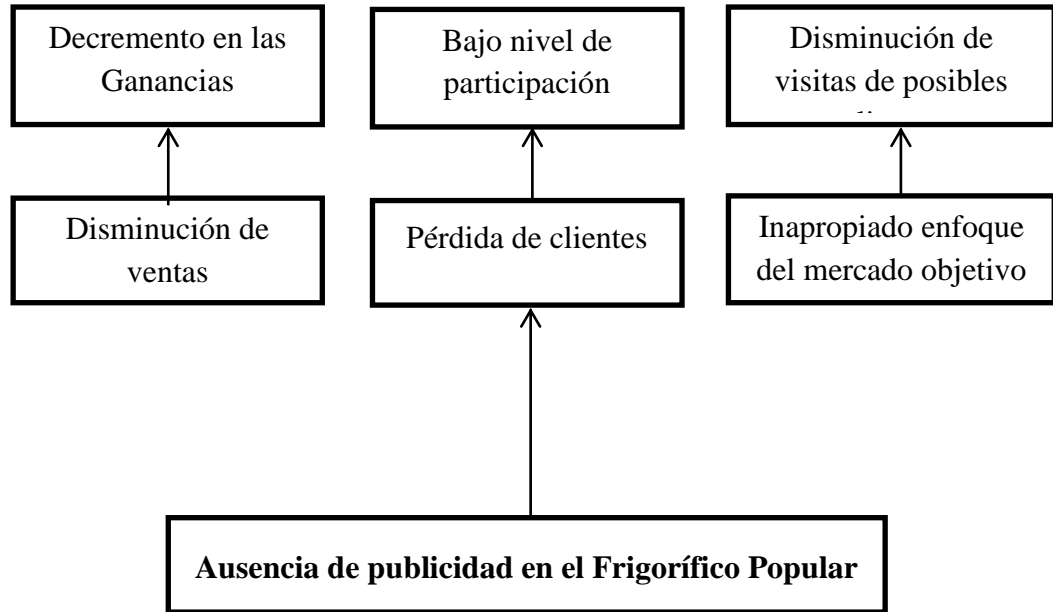 Decremento en las
Ganancias
Bajo nivel de
participación
Disminución de
visitas de posibles
Disminución de
ventas
Pérdida de clientes
Inapropiado enfoque
del mercado objetivo
Ausencia de publicidad en el Frigorífico Popular